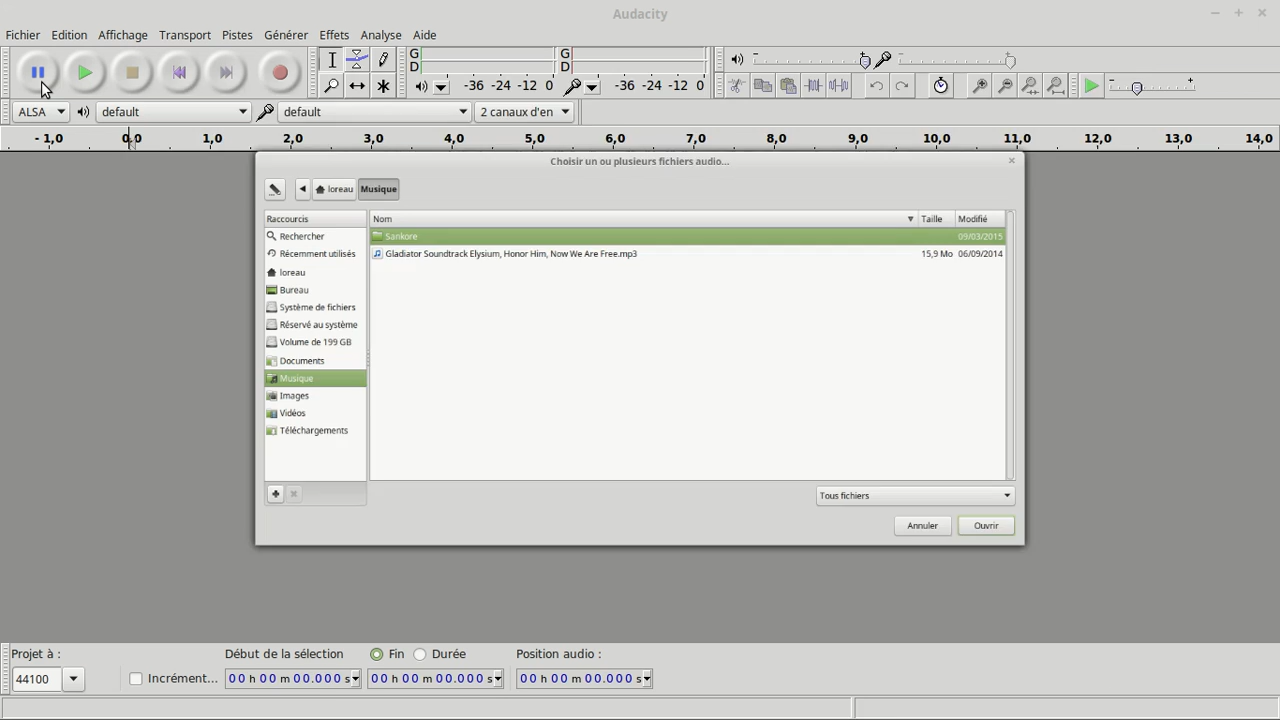 Audacity
Fichier Edition Affichage Transport Pistes Générer Effets Analyse Aide
G
D
G
D
-36 -24 -12 0
-36 -24 -12 0
ALSA default default 2 canaux d'en
- 1,0 0,0 1,0 2,0 3,0 4,0 5,0 6,0 7,0 8,0 9,0 10,0 11,0 12,0 13,0 14,0
Choisir un ou plusieurs fichiers audio...
loreau Musique
Raccourcis Nom Taille Modifié
Rechercher Sankore 09/03/2015
Récemment utilisés Gladiator Soundtrack Elysium, Honor Him, Now We Are Free.mp3 15,9 Mo 06/09/2014
loreau
Bureau
Système de fichiers
Réservé au système
Volume de 199 GB
Documents
Musique
Images
Vidéos
Téléchargements
Tous fichiers
Annuler Ouvrir
Projet à : Début de la sélection Fin Durée Position audio :
44100 Incrément... 00 h 00 m 00.000 s 00 h 00 m 00.000 s 00 h 00 m 00.000 s